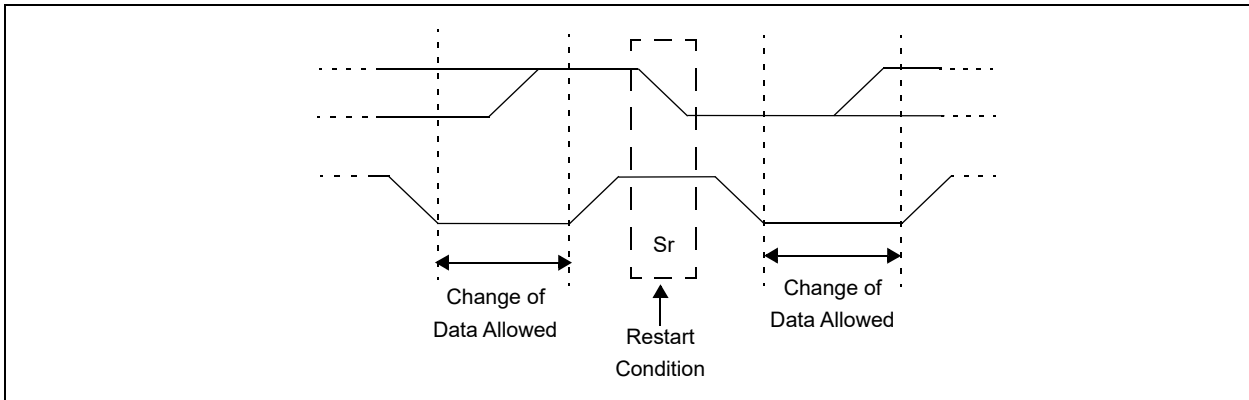 Sr
Change of
Data Allowed
Restart
Condition
Change of
Data Allowed